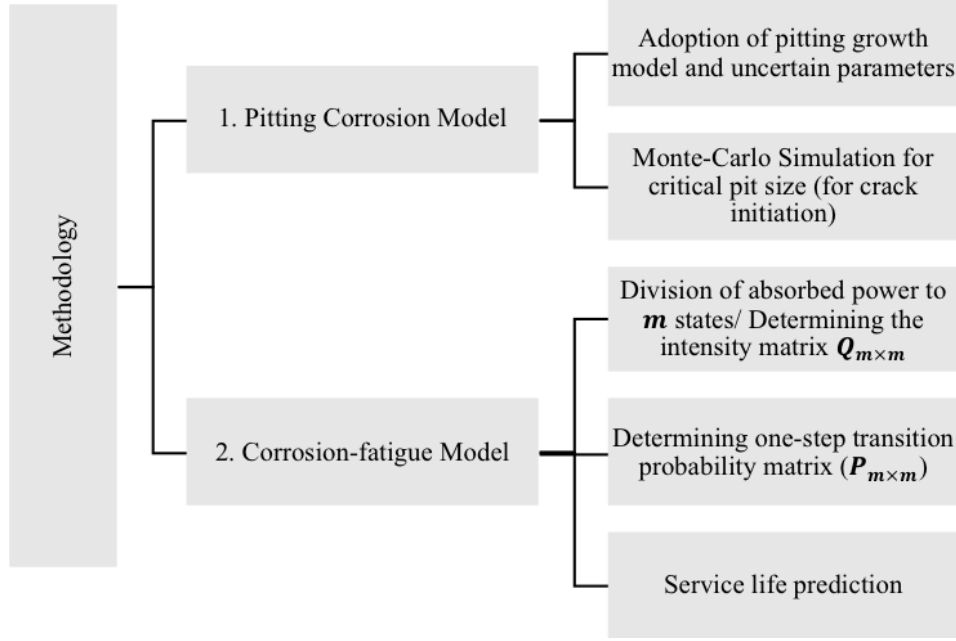 Methodology
1. Pitting Corrosion Model
Adoption of pitting growth
model and uncertain parameters
Monte-Carlo Simulation for
critical pit size (for crack
initiation)
2. Corrosion-fatigue Model
Division of absorbed power to
m states/ Determining the
intensity matrix Qm×m
Determining one-step transition
probability matrix (Pm×m)
Service life prediction